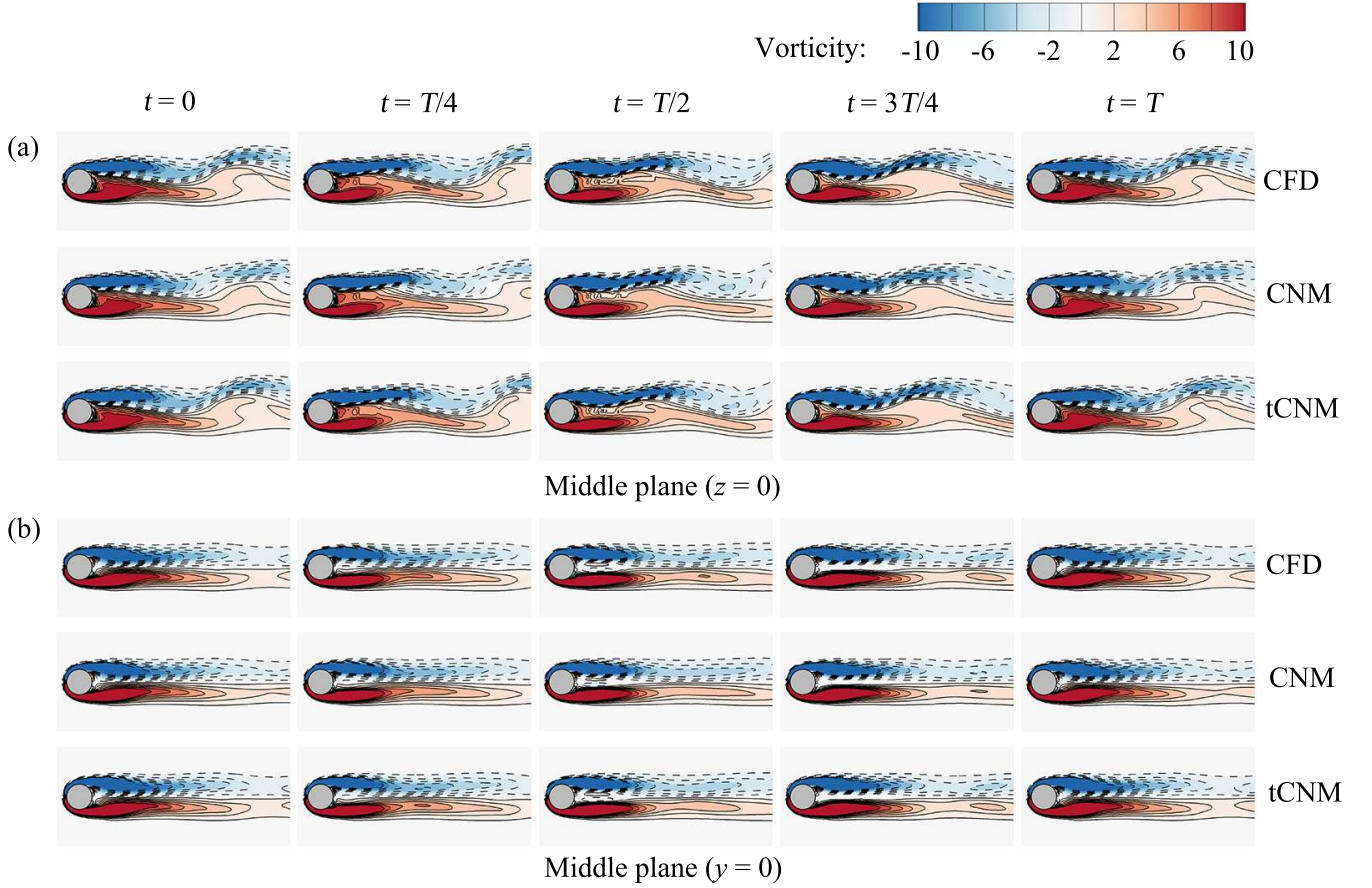 Vorticity: -10 -6 -2 2 6 10
t = 0 t = T/4 t = T/2 t = 3T/4 t = T
(a)
CFD
CNM
tCNM
Middle plane (z = 0)
(b)
CFD
CNM
tCNM
Middle plane (y = 0)